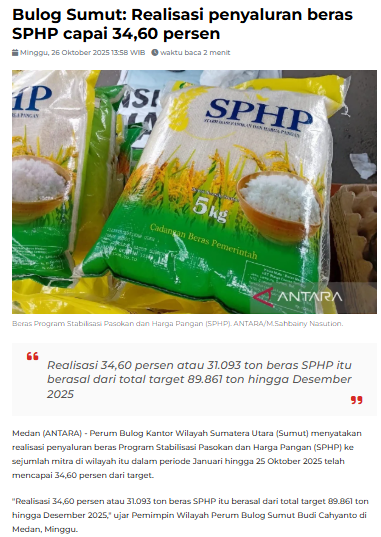 Bulog Sumut: Realisasi penyaluran beras
SPHP capai 34,60 persen
Minggu, 26 Oktober 2025 13:58 WIB waktu baca 2 menit
SPHP
SPHP
STABILISASI PASOKAN DAN HARGA PANGAN
5 kg
Cadangan Beras Pemerintah
ANTARA
Beras Program Stabilisasi Pasokan dan Harga Pangan (SPHP). ANTARA/M.Sahbainy Nasution.
“ Realisasi 34,60 persen atau 31.093 ton beras SPHP itu
berasal dari total target 89.861 ton hingga Desember
2025 ”
Medan (ANTARA) - Perum Bulog Kantor Wilayah Sumatera Utara (Sumut) menyatakan
realisasi penyaluran beras Program Stabilisasi Pasokan dan Harga Pangan (SPHP) ke
sejumlah mitra di wilayah itu dalam periode Januari hingga 25 Oktober 2025 telah
mencapai 34,60 persen dari target.
"Realisasi 34,60 persen atau 31.093 ton beras SPHP itu berasal dari total target 89.861 ton
hingga Desember 2025," ujar Pemimpin Wilayah Perum Bulog Sumut Budi Cahyanto di
Medan, Minggu.